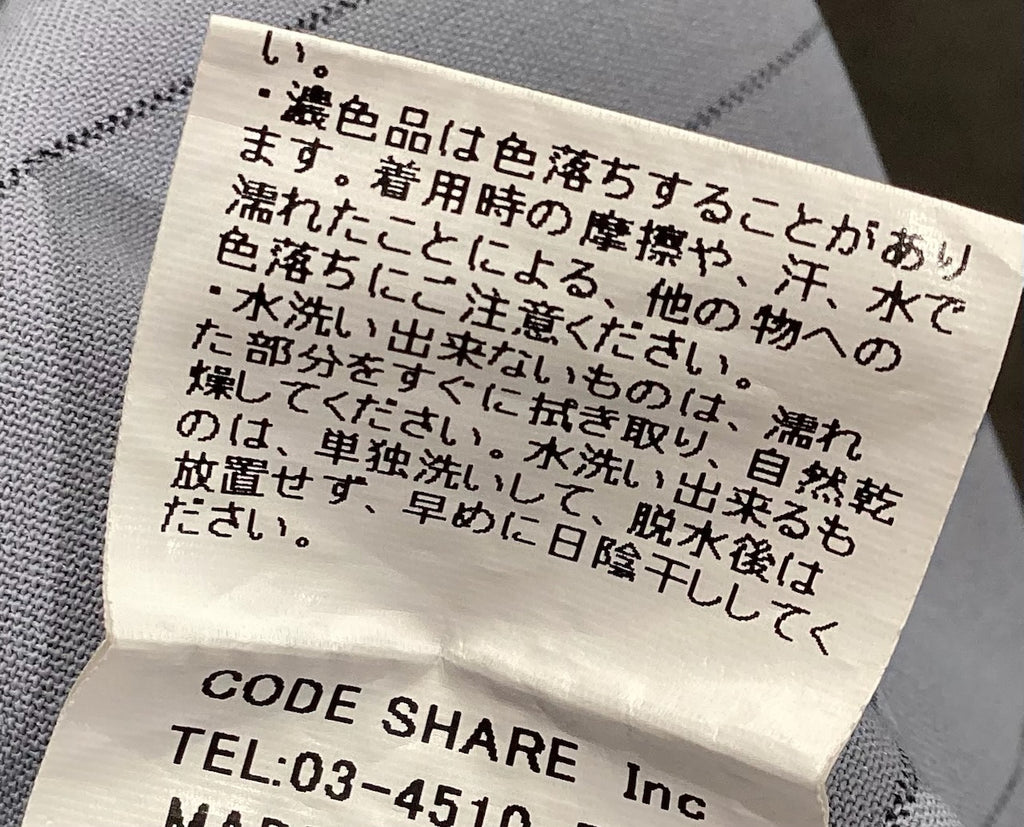 い。
・濃色品は色落ちすることがあり
ます。着用時の摩擦や、汗、水で
濡れたことによる、他の物への
色落ちにご注意ください。
・水洗い出来ないものは、濡れ
た部分をすぐに拭き取り、自然乾
燥してください。水洗い出来るも
のは、単独洗いして、脱水後は
放置せず、早めに日陰干ししてく
ださい。
CODE SHARE Inc
TEL:03-4510